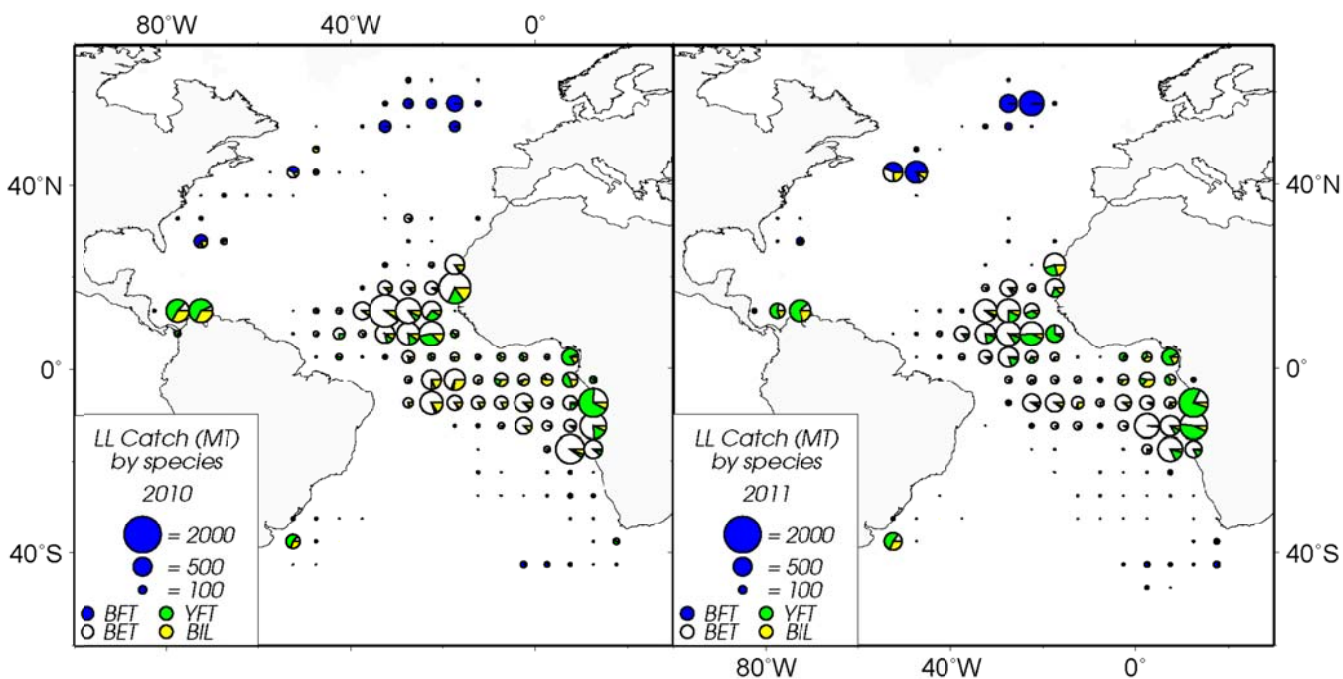 80°W 40°W 0°
40°N
0°
40°S
LL Catch (MT)
by species
2010
= 2000
= 500
= 100
BFT YFT
BET BIL
LL Catch (MT)
by species
2011
= 2000
= 500
= 100
BFT YFT
BET BIL
40°N
0°
40°S
80°W 40°W 0°